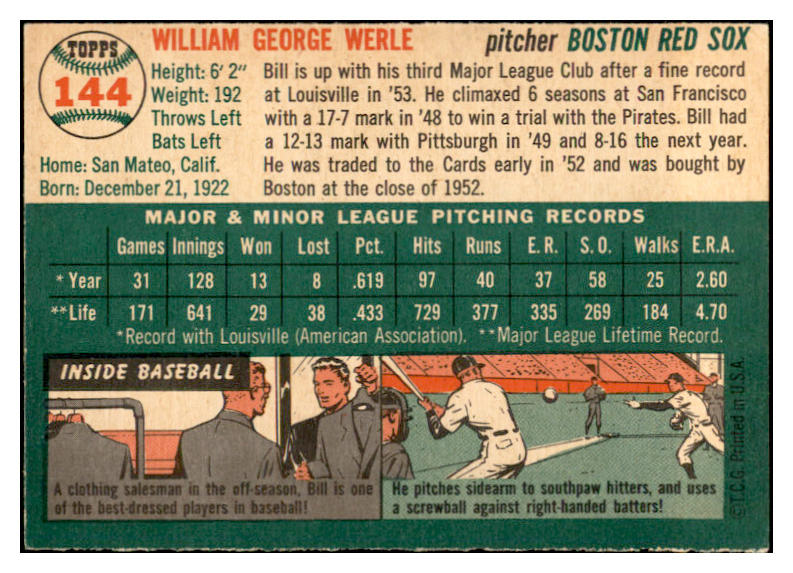 TOPPS
144
WILLIAM GEORGE WERLE pitcher BOSTON RED SOX
Height: 6' 2"
Weight: 192
Throws Left
Bats Left
Home: San Mateo, Calif.
Born: December 21, 1922
Bill is up with his third Major League Club after a fine record
at Louisville in '53. He climaxed 6 seasons at San Francisco
with a 17-7 mark in '48 to win a trial with the Pirates. Bill had
a 12-13 mark with Pittsburgh in '49 and 8-16 the next year.
He was traded to the Cards early in '52 and was bought by
Boston at the close of 1952.
MAJOR & MINOR LEAGUE PITCHING RECORDS
Games Innings Won Lost Pct. Hits Runs E. R. S. O. Walks E.R.A.
* Year 31 128 13 8 .619 97 40 37 58 25 2.60
**Life 171 641 29 38 .433 729 377 335 269 184 4.70
*Record with Louisville (American Association). **Major League Lifetime Record.
INSIDE BASEBALL
A clothing salesman in the off-season, Bill is one
of the best-dressed players in baseball!
He pitches sidearm to southpaw hitters, and uses
a screwball against right-handed batters!
©T.C.G. Printed in U.S.A.